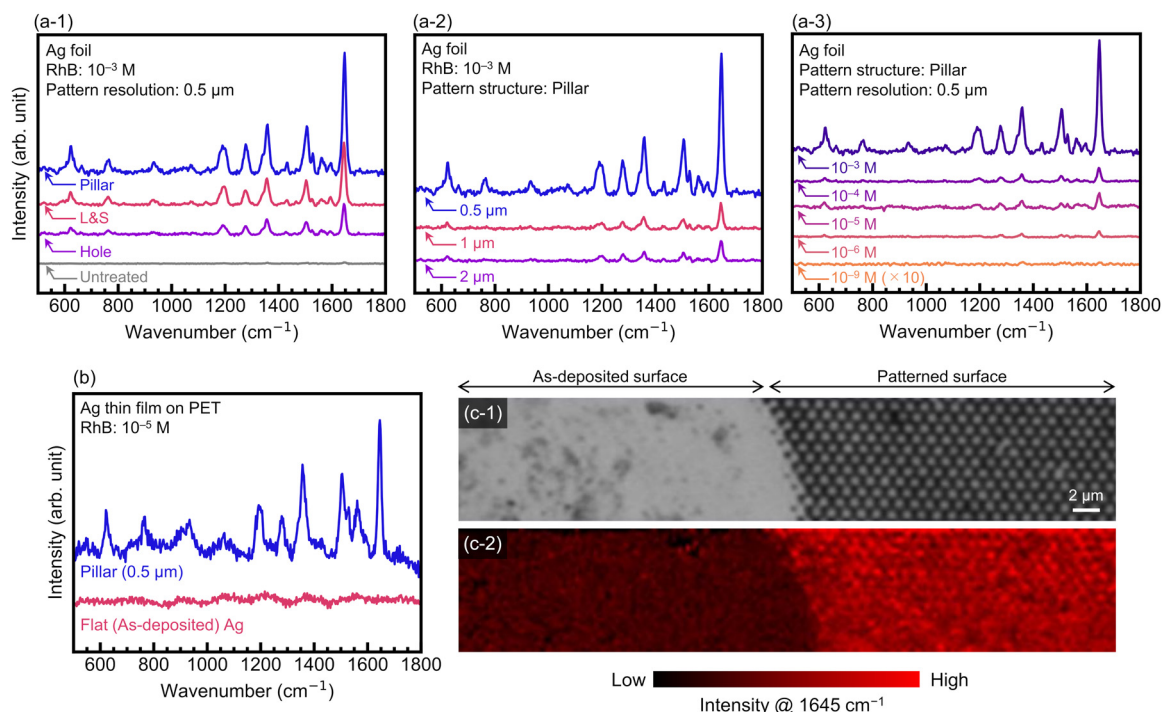 (a-1)
Ag foil
RhB: 10⁻³ M
Pattern resolution: 0.5 µm
Pillar
L&S
Hole
Untreated
Intensity (arb. unit)
600 800 1000 1200 1400 1600 1800
Wavenumber (cm⁻¹)
(a-2)
Ag foil
RhB: 10⁻³ M
Pattern structure: Pillar
0.5 µm
1 µm
2 µm
600 800 1000 1200 1400 1600 1800
Wavenumber (cm⁻¹)
(a-3)
Ag foil
Pattern structure: Pillar
Pattern resolution: 0.5 µm
10⁻³ M
10⁻⁴ M
10⁻⁵ M
10⁻⁶ M
10⁻⁹ M (×10)
600 800 1000 1200 1400 1600 1800
Wavenumber (cm⁻¹)
(b)
Ag thin film on PET
RhB: 10⁻⁵ M
Pillar (0.5 µm)
Flat (As-deposited) Ag
Intensity (arb. unit)
600 800 1000 1200 1400 1600 1800
Wavenumber (cm⁻¹)
As-deposited surface Patterned surface
(c-1)
2 µm
(c-2)
Low High
Intensity @ 1645 cm⁻¹